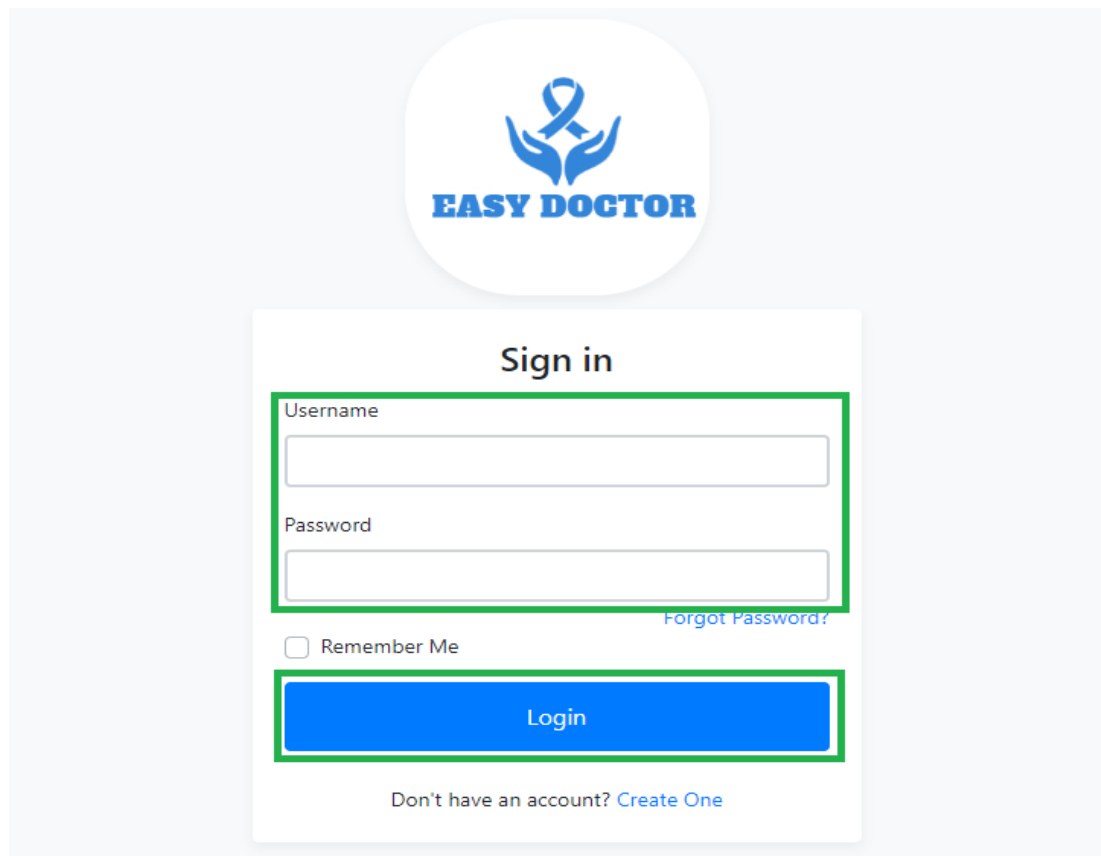 EASY DOCTOR
Sign in
Username
Password
Forgot Password?
Remember Me
Login
Don't have an account? Create One